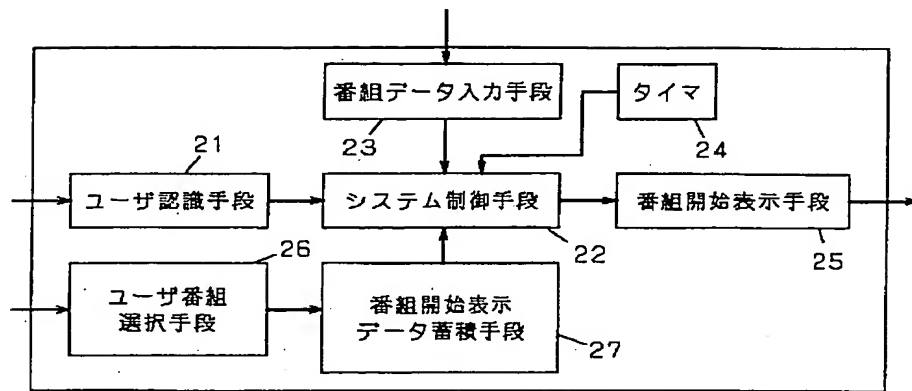 番組データ入力手段
タイマ
23
24
21
ユーザ認識手段
システム制御手段
番組開始表示手段
22
25
26
ユーザ番組
選択手段
番組開始表示
データ蓄積手段
27